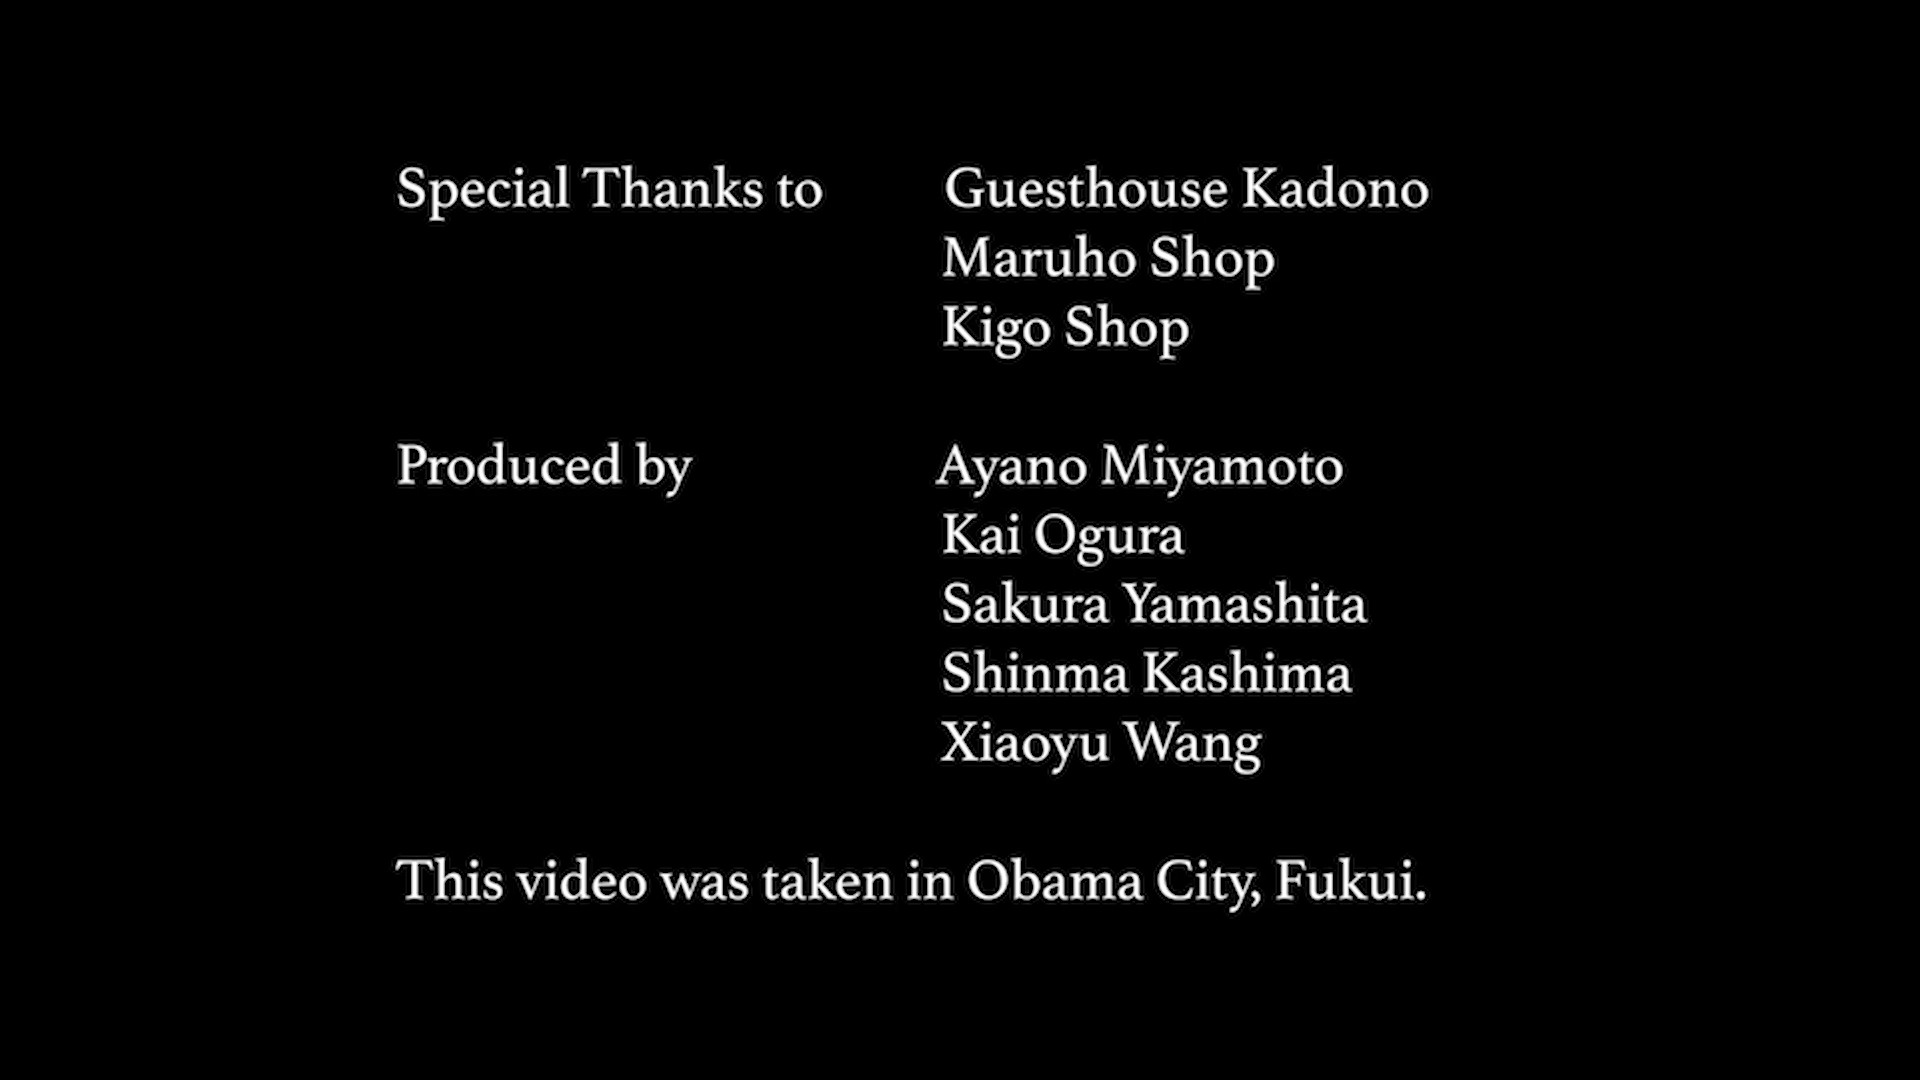 Special Thanks to Guesthouse Kadono
Maruho Shop
Kigo Shop
Produced by Ayano Miyamoto
Kai Ogura
Sakura Yamashita
Shinma Kashima
Xiaoyu Wang
This video was taken in Obama City, Fukui.